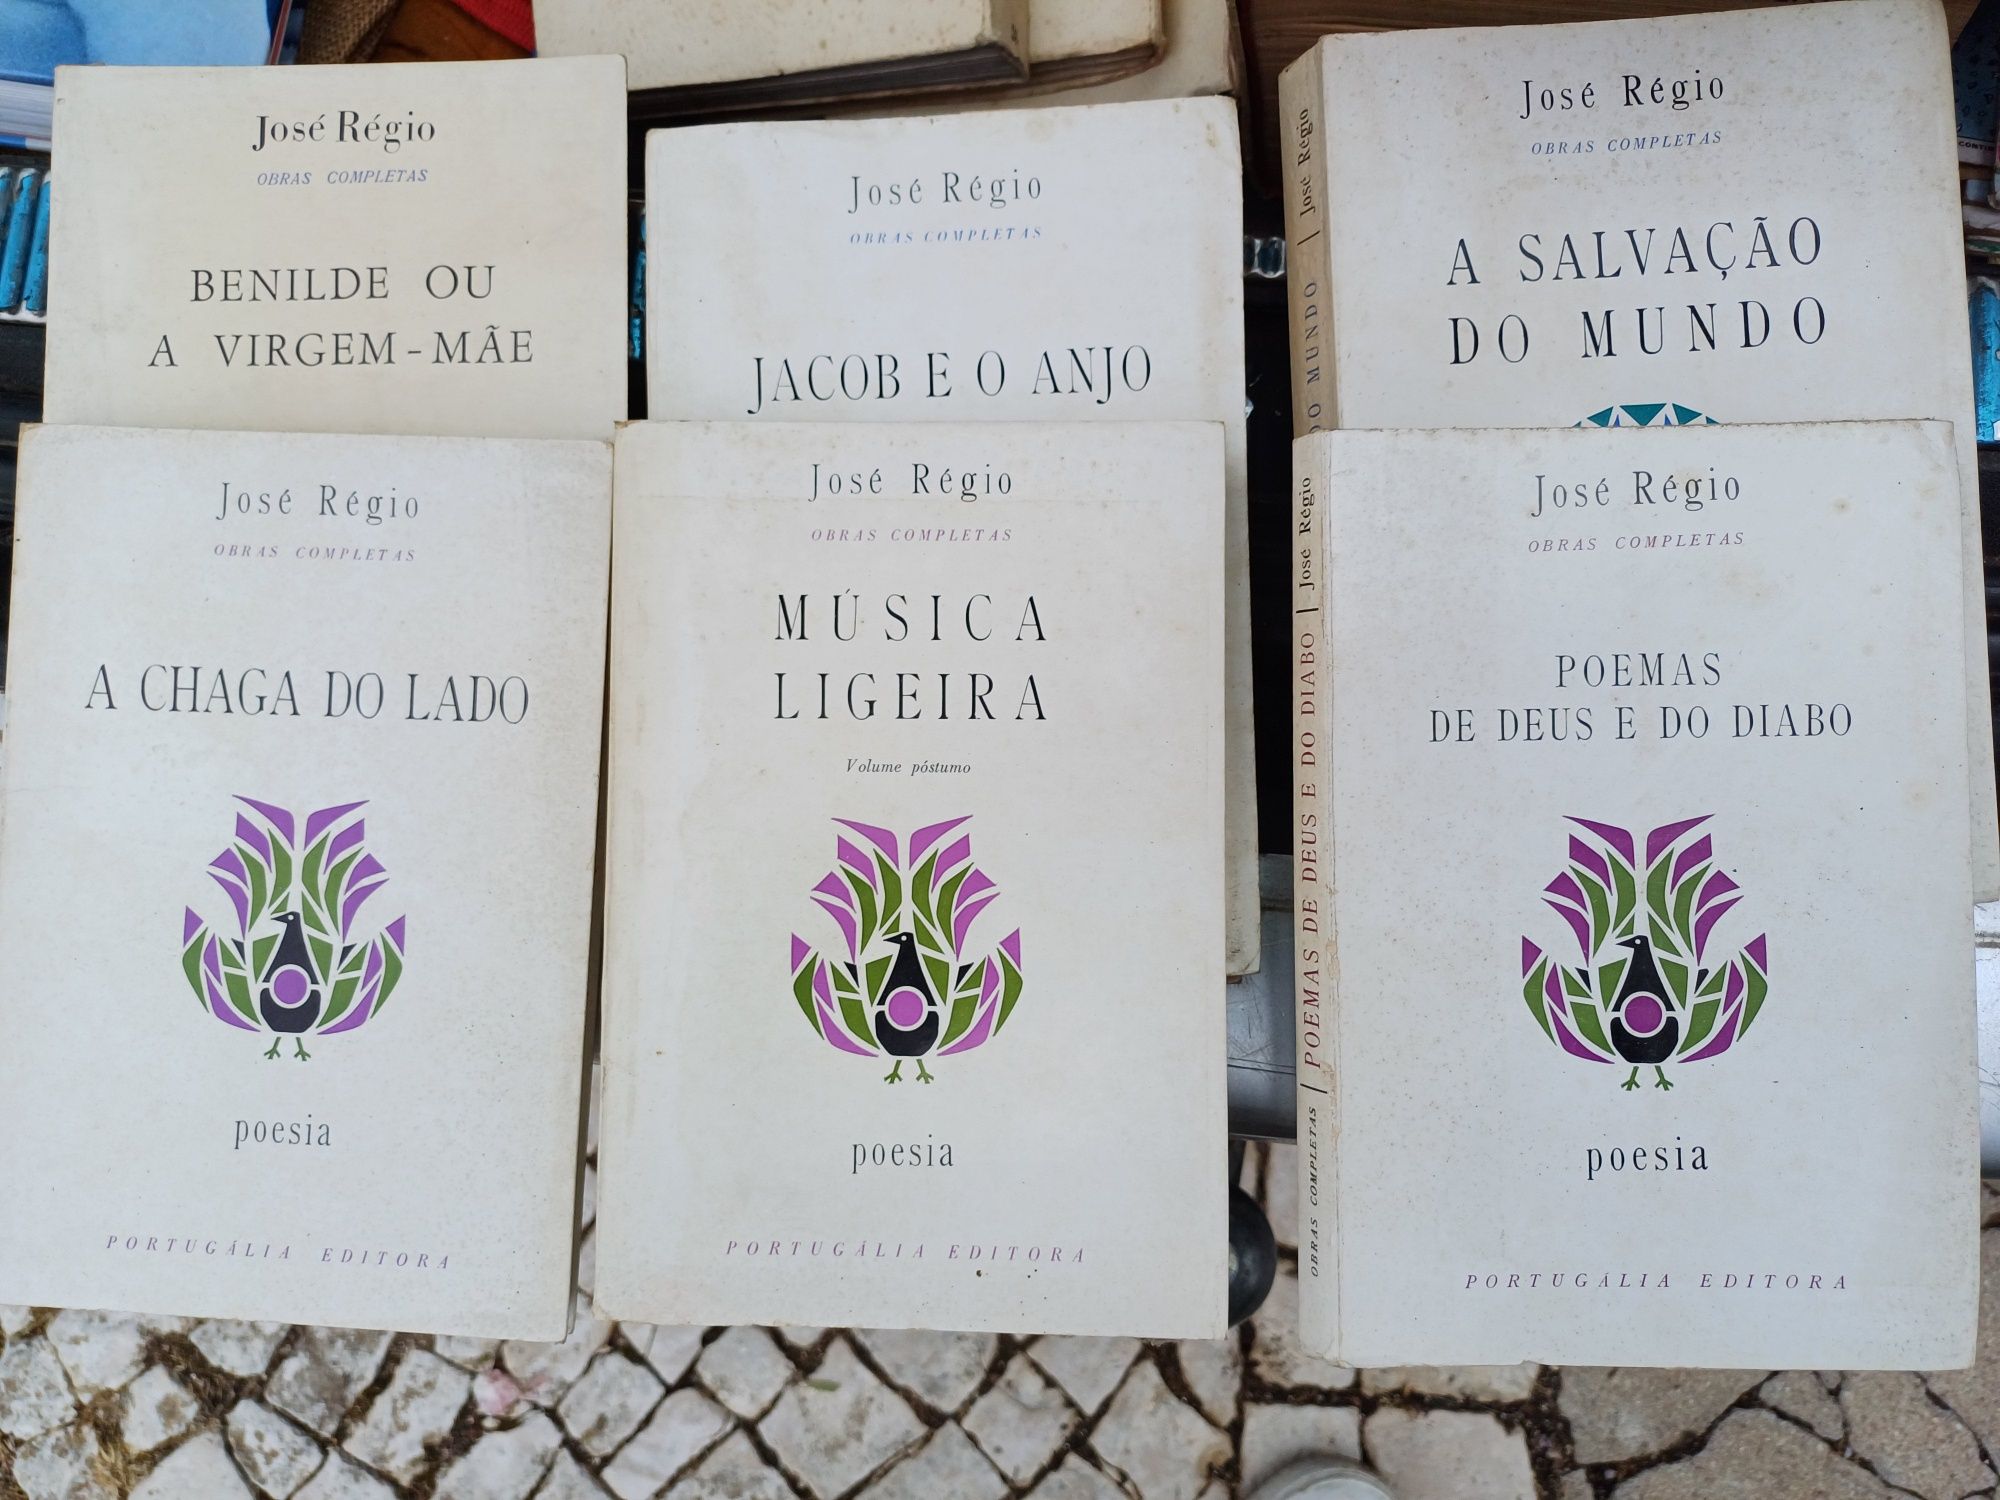 José Régio
OBRAS COMPLETAS
BENILDE OU
A VIRGEM-MÃE
José Régio
OBRAS COMPLETAS
JACOB E O ANJO
José Régio
DO MUNDO
José Régio
OBRAS COMPLETAS
A SALVAÇÃO
DO MUNDO
José Régio
OBRAS COMPLETAS
A CHAGA DO LADO
poesia
PORTUGÁLIA EDITORA
José Régio
OBRAS COMPLETAS
MÚSICA
LIGEIRA
Volume póstumo
poesia
PORTUGÁLIA EDITORA
OBRAS COMPLETAS / POEMAS DE DEUS E DO DIABO / José Régio
José Régio
OBRAS COMPLETAS
POEMAS
DE DEUS E DO DIABO
poesia
PORTUGÁLIA EDITORA